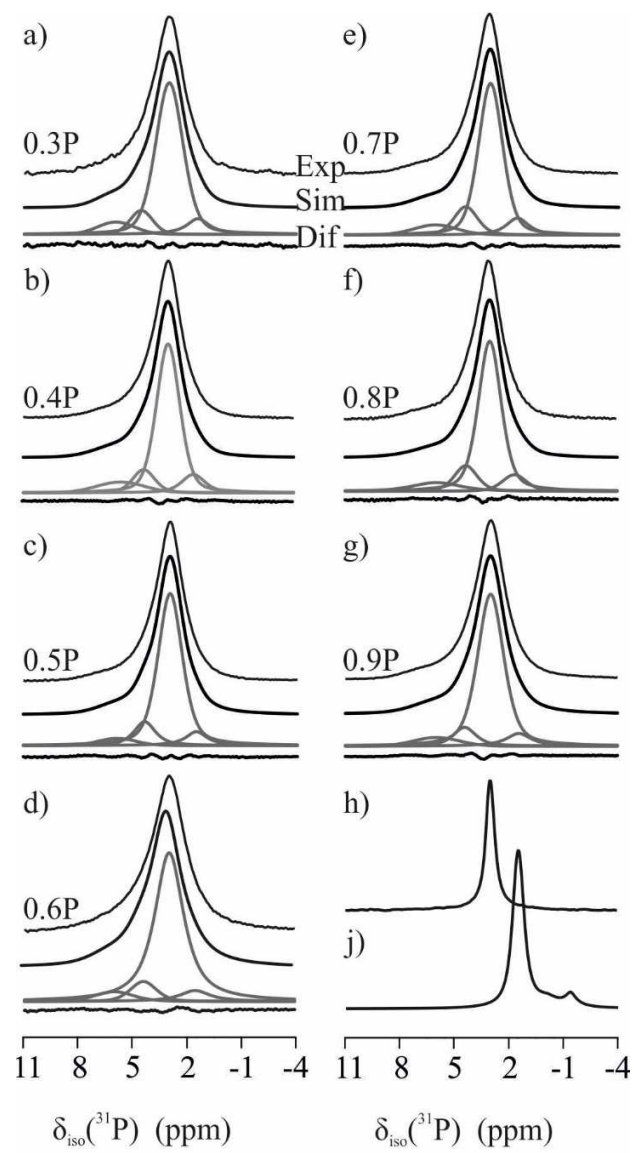 a)
0.3P
Exp
Sim
Dif
e)
0.7P
b)
0.4P
f)
0.8P
c)
0.5P
g)
0.9P
d)
0.6P
h)
j)
11 8 5 2 -1 -4
11 8 5 2 -1 -4
δiso(31P) (ppm)
δiso(31P) (ppm)